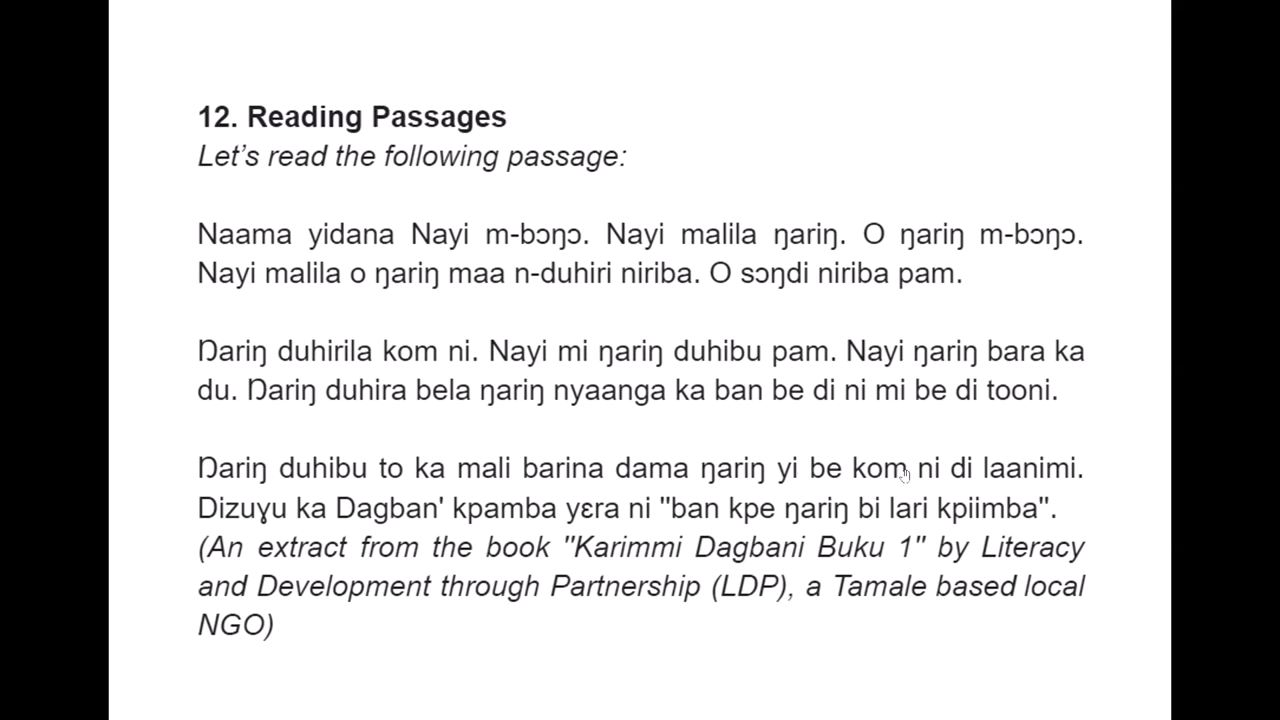 12. Reading Passages
Let’s read the following passage:
Naama yidana Nayi m-bɔŋɔ. Nayi malila ŋariŋ. O ŋariŋ m-bɔŋɔ.
Nayi malila o ŋariŋ maa n-duhiri niriba. O sɔŋdi niriba pam.
Ŋariŋ duhirila kom ni. Nayi mi ŋariŋ duhibu pam. Nayi ŋariŋ bara ka
du. Ŋariŋ duhira bela ŋariŋ nyaanga ka ban be di ni mi be di tooni.
Ŋariŋ duhibu to ka mali barina dama ŋariŋ yi be kom ni di laanimi.
Dizuɣu ka Dagban' kpamba yɛra ni "ban kpe ŋariŋ bi lari kpiimba".
(An extract from the book "Karimmi Dagbani Buku 1" by Literacy
and Development through Partnership (LDP), a Tamale based local
NGO)